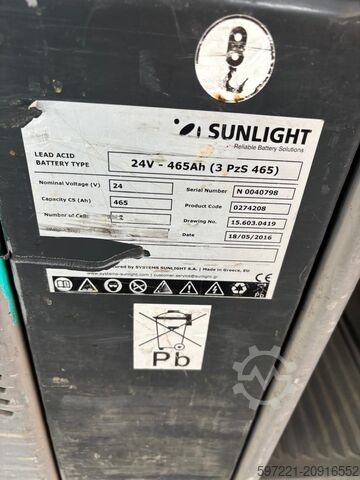 SUNLIGHT
Reliable Battery Solutions
LEAD ACID
BATTERY TYPE
24V - 465Ah (3 PzS 465)
Nominal Voltage (V) 24 Serial Number N 0040798
Capacity C5 (Ah) 465 Product Code 0274208
Number of Cells Drawing No. 15.603.0419
Date 18/05/2016
by SYSTEMS SUNLIGHT S.A. | Made in Greece, EU
www.systems-sunlight.com | customer.service@sunlight.gr
CE
Pb
Pb
597221-20916552